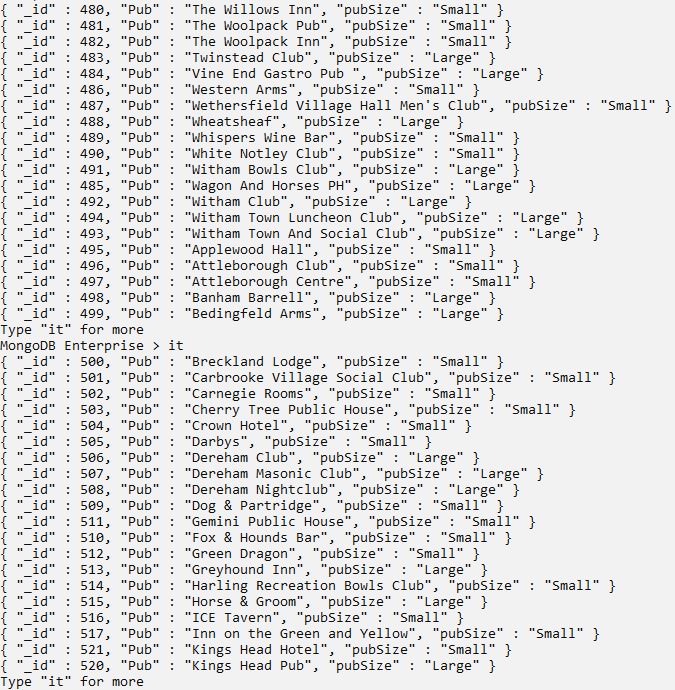 { "_id" : 480, "Pub" : "The Willows Inn", "pubSize" : "Small" }
{ "_id" : 481, "Pub" : "The Woolpack Pub", "pubSize" : "Small" }
{ "_id" : 482, "Pub" : "The Woolpack Inn", "pubSize" : "Small" }
{ "_id" : 483, "Pub" : "Twinstead Club", "pubSize" : "Large" }
{ "_id" : 484, "Pub" : "Vine End Gastro Pub ", "pubSize" : "Large" }
{ "_id" : 486, "Pub" : "Western Arms", "pubSize" : "Small" }
{ "_id" : 487, "Pub" : "Wethersfield Village Hall Men's Club", "pubSize" : "Small" }
{ "_id" : 488, "Pub" : "Wheatsheaf", "pubSize" : "Large" }
{ "_id" : 489, "Pub" : "Whispers Wine Bar", "pubSize" : "Small" }
{ "_id" : 490, "Pub" : "White Notley Club", "pubSize" : "Small" }
{ "_id" : 491, "Pub" : "Witham Bowls Club", "pubSize" : "Large" }
{ "_id" : 485, "Pub" : "Wagon And Horses PH", "pubSize" : "Large" }
{ "_id" : 492, "Pub" : "Witham Club", "pubSize" : "Large" }
{ "_id" : 494, "Pub" : "Witham Town Luncheon Club", "pubSize" : "Large" }
{ "_id" : 493, "Pub" : "Witham Town And Social Club", "pubSize" : "Large" }
{ "_id" : 495, "Pub" : "Applewood Hall", "pubSize" : "Small" }
{ "_id" : 496, "Pub" : "Attleborough Club", "pubSize" : "Small" }
{ "_id" : 497, "Pub" : "Attleborough Centre", "pubSize" : "Small" }
{ "_id" : 498, "Pub" : "Banham Barrell", "pubSize" : "Large" }
{ "_id" : 499, "Pub" : "Bedingfeld Arms", "pubSize" : "Large" }
Type "it" for more
MongoDB Enterprise > it
{ "_id" : 500, "Pub" : "Breckland Lodge", "pubSize" : "Small" }
{ "_id" : 501, "Pub" : "Carbrooke Village Social Club", "pubSize" : "Small" }
{ "_id" : 502, "Pub" : "Carnegie Rooms", "pubSize" : "Small" }
{ "_id" : 503, "Pub" : "Cherry Tree Public House", "pubSize" : "Small" }
{ "_id" : 504, "Pub" : "Crown Hotel", "pubSize" : "Small" }
{ "_id" : 505, "Pub" : "Darbys", "pubSize" : "Small" }
{ "_id" : 506, "Pub" : "Dereham Club", "pubSize" : "Large" }
{ "_id" : 507, "Pub" : "Dereham Masonic Club", "pubSize" : "Large" }
{ "_id" : 508, "Pub" : "Dereham Nightclub", "pubSize" : "Large" }
{ "_id" : 509, "Pub" : "Dog & Partridge", "pubSize" : "Small" }
{ "_id" : 511, "Pub" : "Gemini Public House", "pubSize" : "Small" }
{ "_id" : 510, "Pub" : "Fox & Hounds Bar", "pubSize" : "Small" }
{ "_id" : 512, "Pub" : "Green Dragon", "pubSize" : "Small" }
{ "_id" : 513, "Pub" : "Greyhound Inn", "pubSize" : "Large" }
{ "_id" : 514, "Pub" : "Harling Recreation Bowls Club", "pubSize" : "Small" }
{ "_id" : 515, "Pub" : "Horse & Groom", "pubSize" : "Large" }
{ "_id" : 516, "Pub" : "ICE Tavern", "pubSize" : "Small" }
{ "_id" : 517, "Pub" : "Inn on the Green and Yellow", "pubSize" : "Small" }
{ "_id" : 521, "Pub" : "Kings Head Hotel", "pubSize" : "Small" }
{ "_id" : 520, "Pub" : "Kings Head Pub", "pubSize" : "Large" }
Type "it" for more